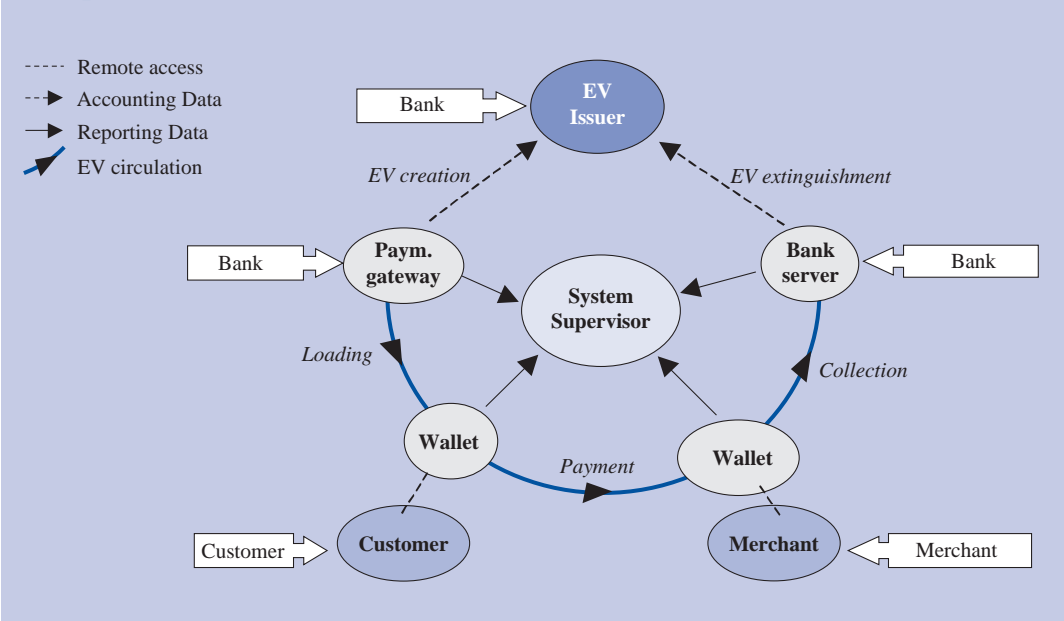 Remote access
Accounting Data
Reporting Data
EV circulation
Bank
EV
Issuer
EV creation
EV extinguishment
Bank
Paym.
gateway
Bank
server
Bank
System
Supervisor
Loading
Collection
Wallet
Payment
Wallet
Customer
Customer
Merchant
Merchant